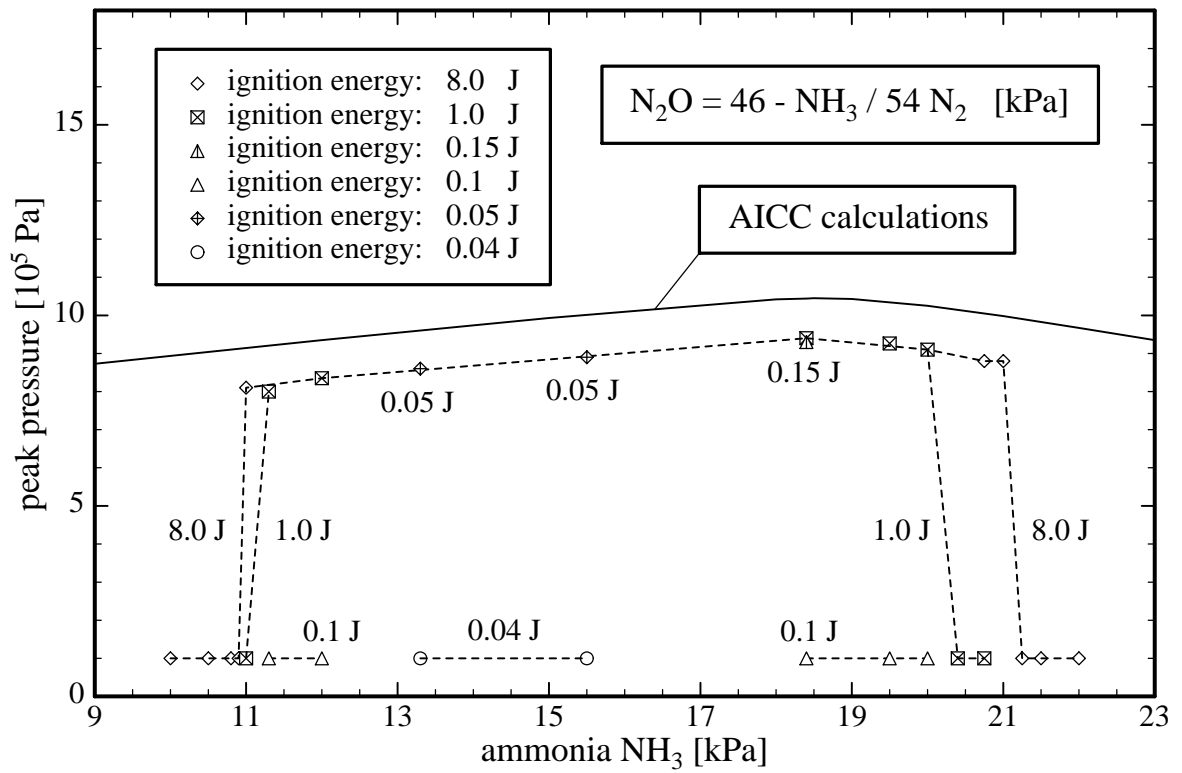 ignition energy: 8.0 J
ignition energy: 1.0 J
ignition energy: 0.15 J
ignition energy: 0.1 J
ignition energy: 0.05 J
ignition energy: 0.04 J
N₂O = 46 - NH₃ / 54 N₂ [kPa]
AICC calculations
peak pressure [10⁵ Pa]
15
10
5
0
0.05 J
0.05 J
0.15 J
8.0 J
1.0 J
1.0 J
8.0 J
0.1 J
0.04 J
0.1 J
9 11 13 15 17 19 21 23
ammonia NH₃ [kPa]